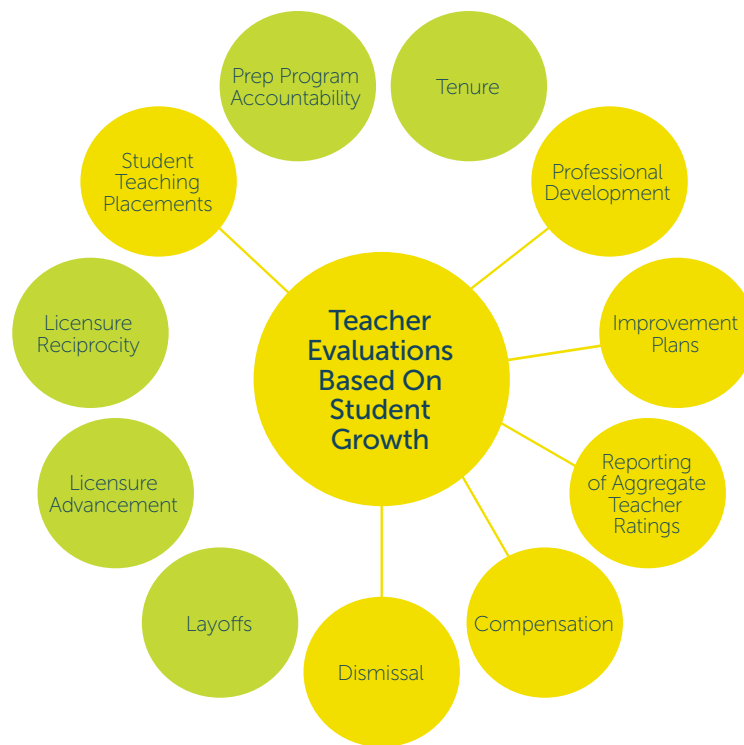 Prep Program
Accountability
Tenure
Student
Teaching
Placements
Professional
Development
Licensure
Reciprocity
Teacher
Evaluations
Based On
Student
Growth
Improvement
Plans
Licensure
Advancement
Reporting
of Aggregate
Teacher
Ratings
Layoffs
Dismissal
Compensation